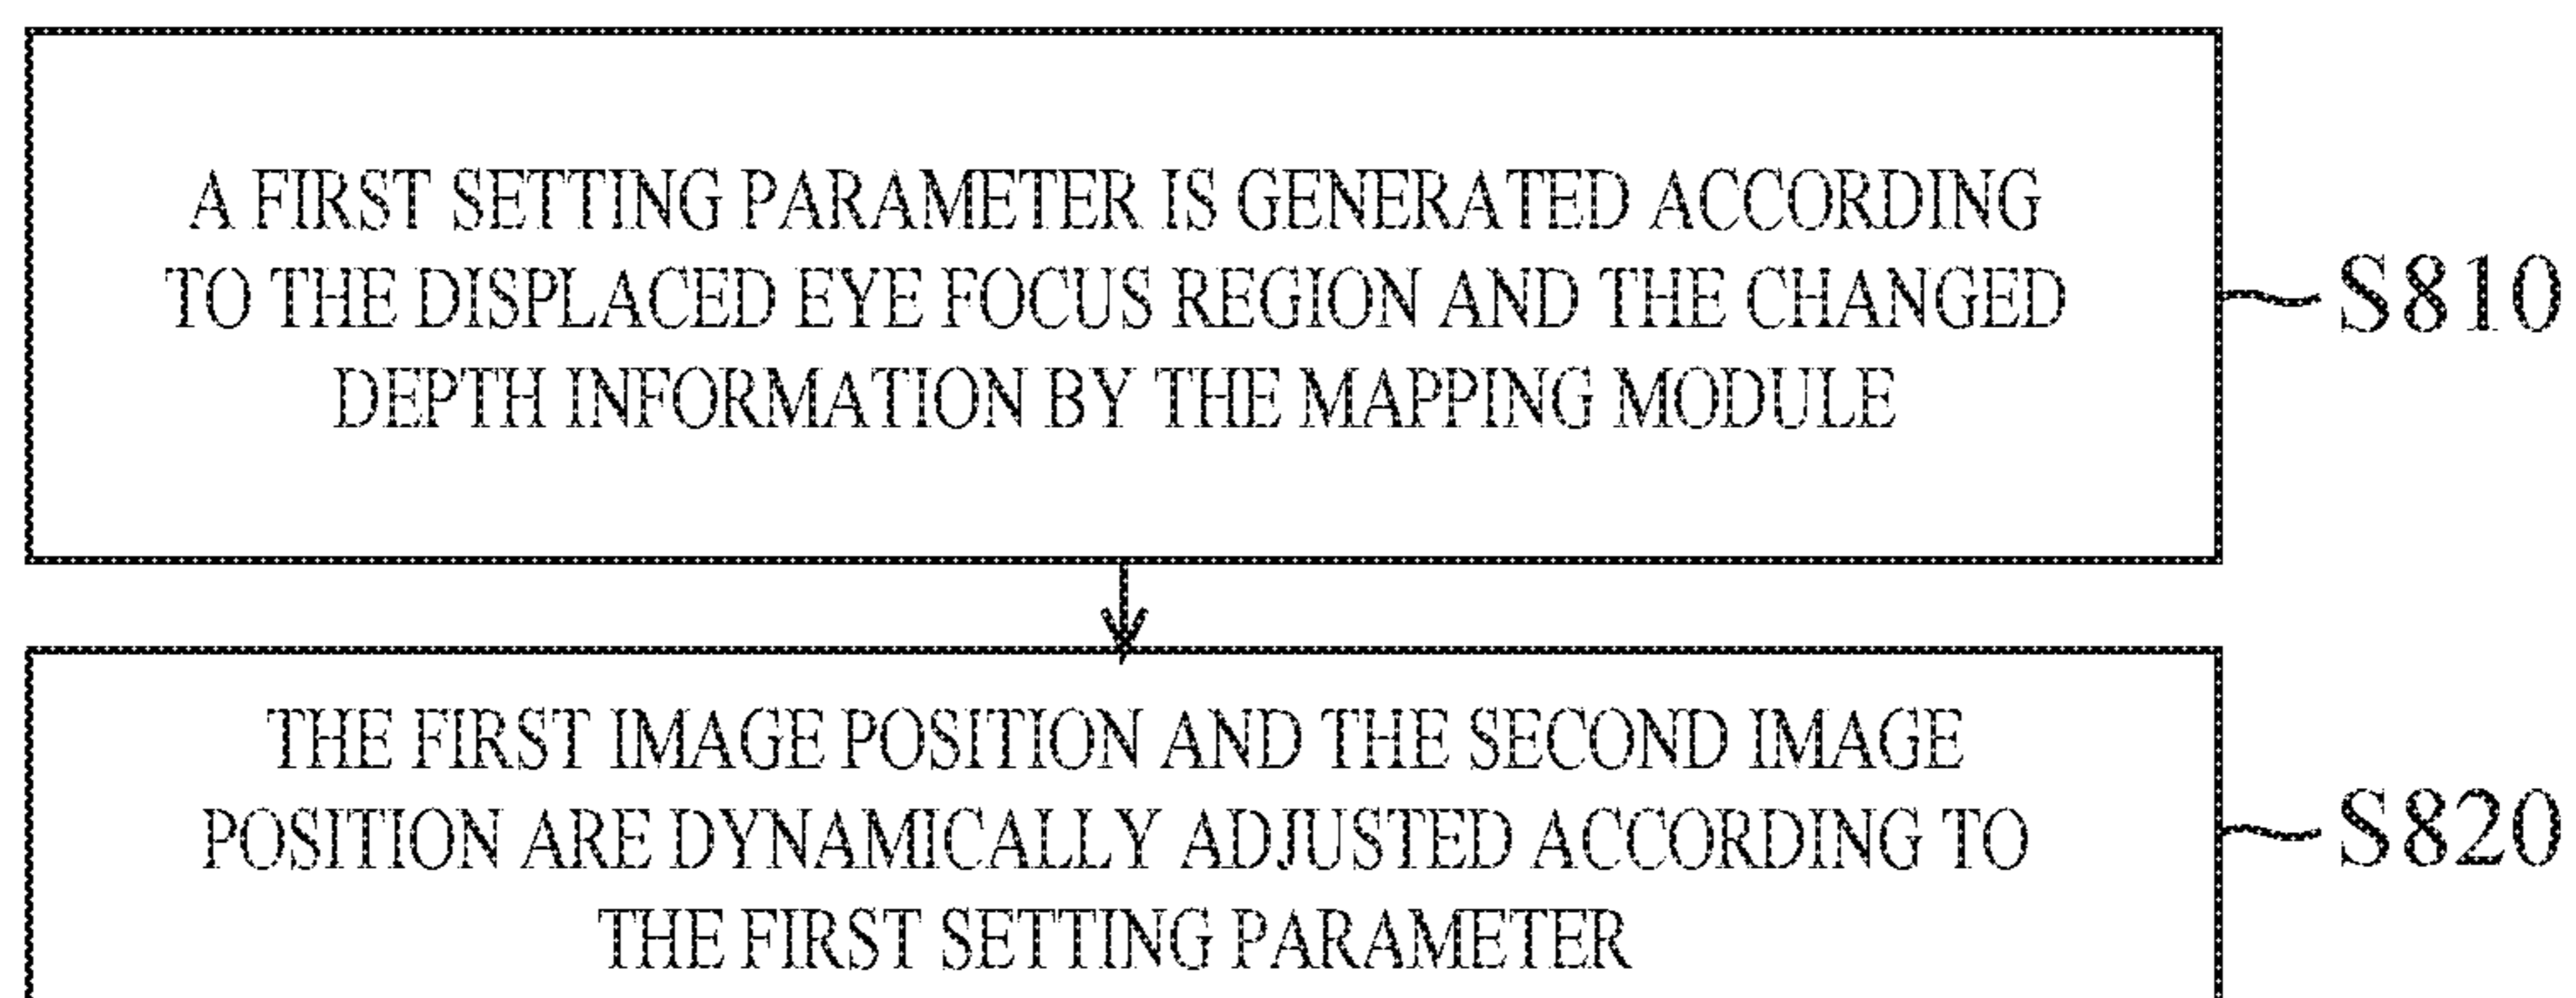 A FIRST SETTING PARAMETER IS GENERATED ACCORDING
TO THE DISPLACED EYE FOCUS REGION AND THE CHANGED
DEPTH INFORMATION BY THE MAPPING MODULE
S810
THE FIRST IMAGE POSITION AND THE SECOND IMAGE
POSITION ARE DYNAMICALLY ADJUSTED ACCORDING TO
THE FIRST SETTING PARAMETER
S820